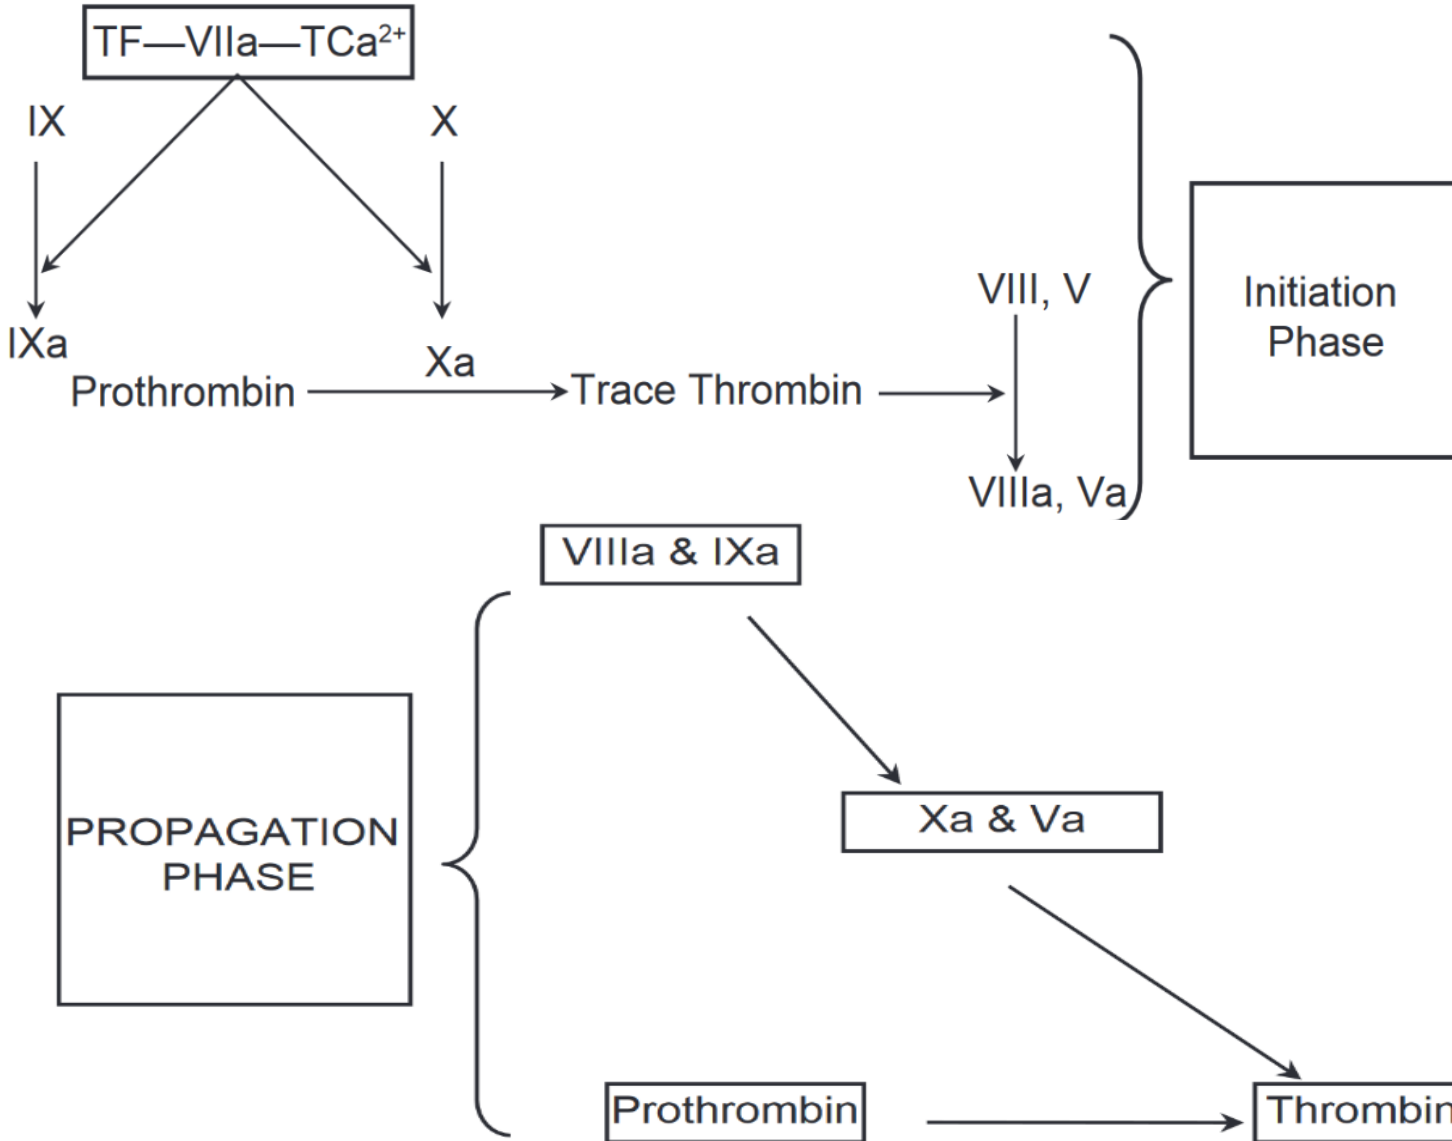 TF—VIIa—TCa²⁺
IX
X
IXa
Xa
Prothrombin
Trace Thrombin
VIII, V
VIIIa, Va
Initiation
Phase
VIIIa & IXa
PROPAGATION
PHASE
Xa & Va
Prothrombin
Thrombin